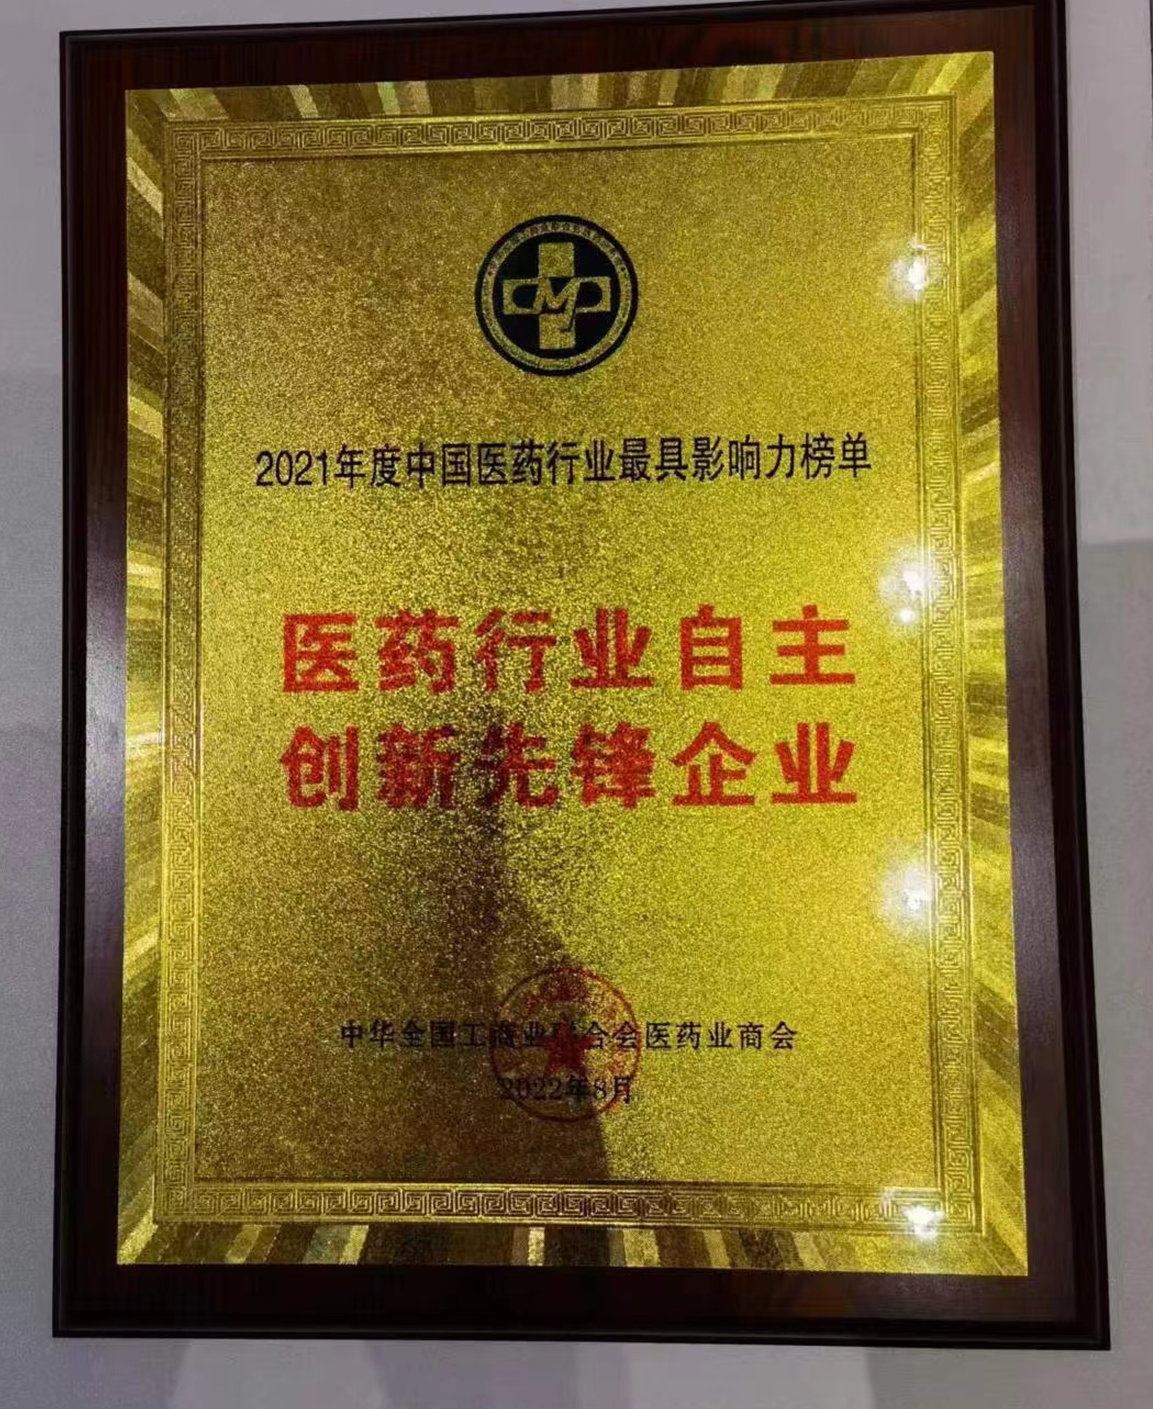 2021年度中国医药行业最具影响力榜单
医药行业自主
创新先锋企业
中华全国工商业联合会医药业商会
2022年8月